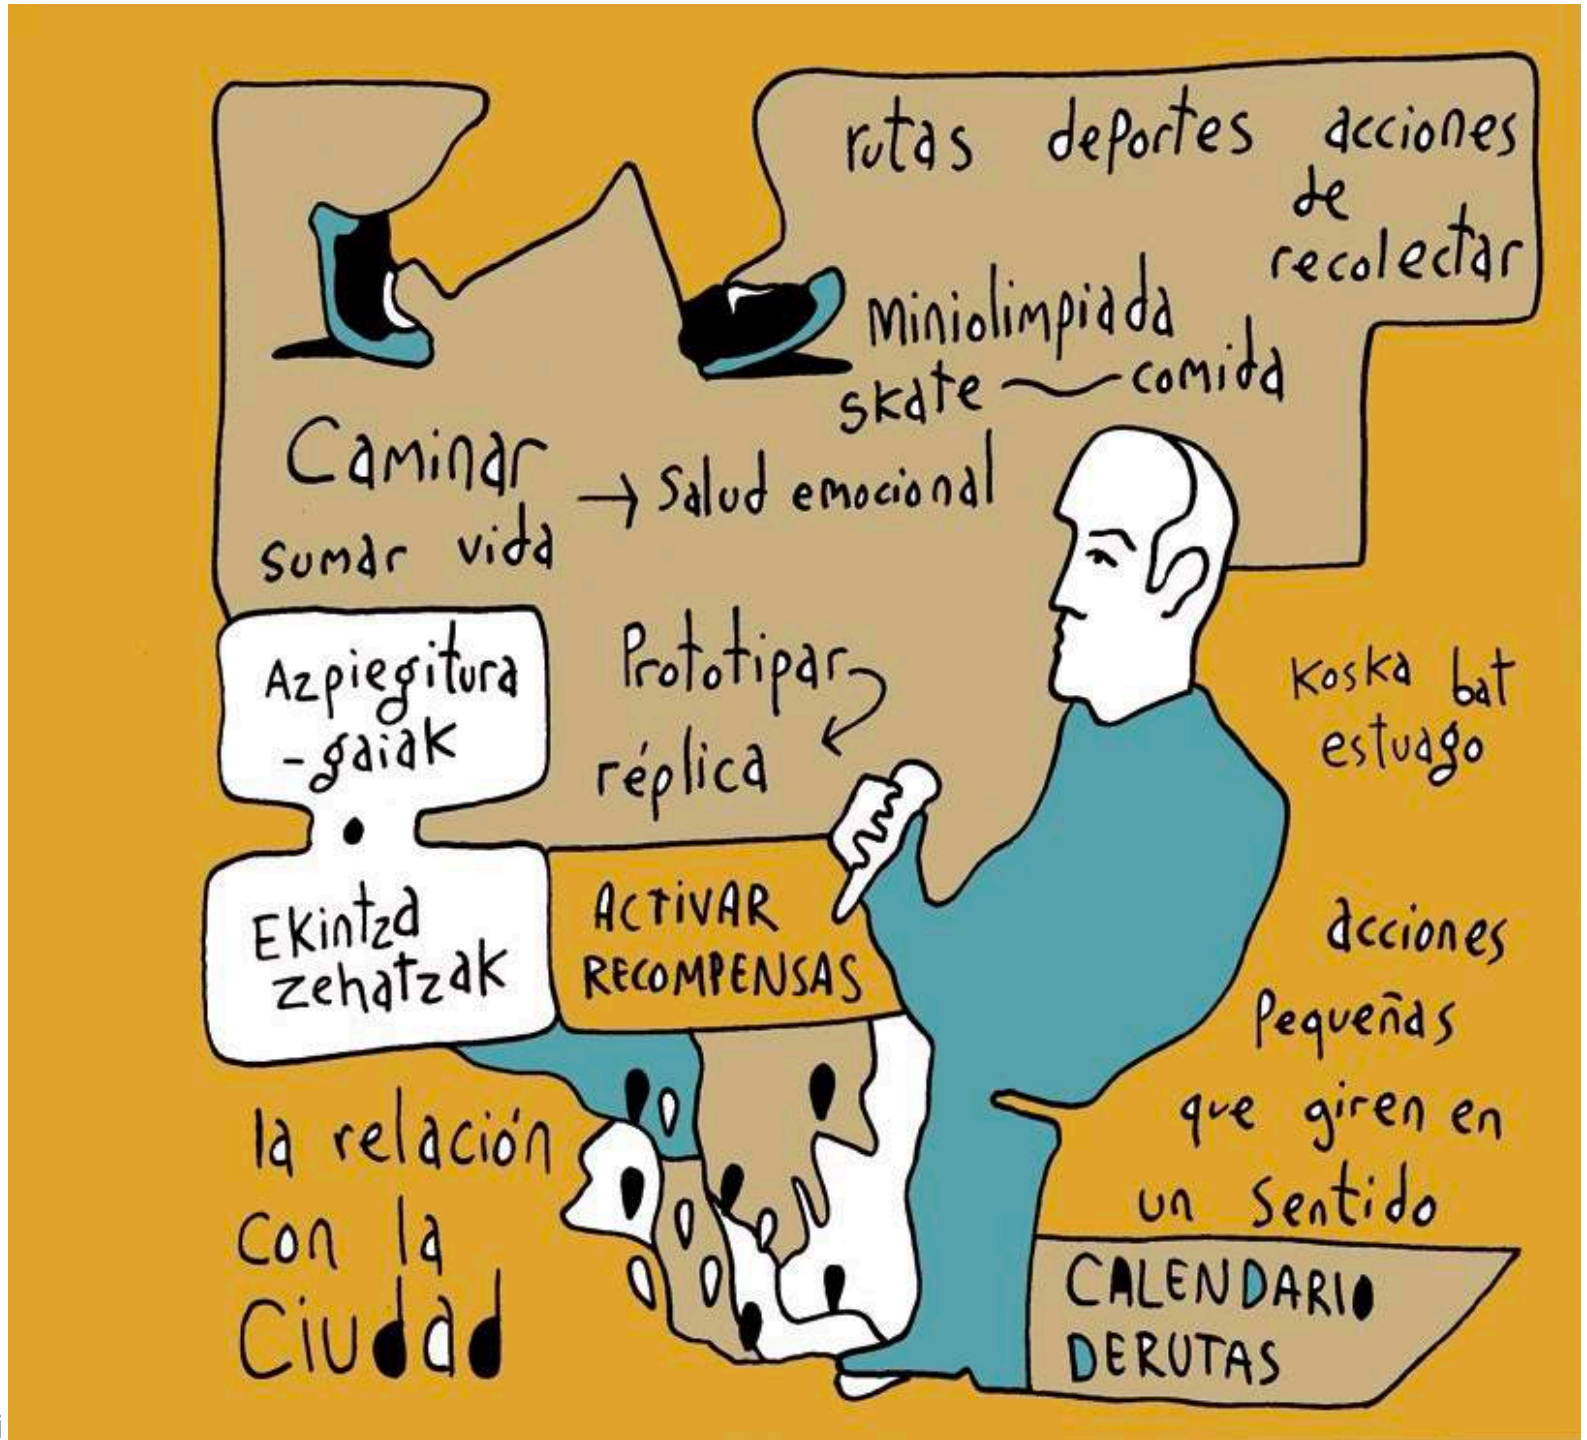 rutas deportes acciones
de
recolectar
Miniolimpiada
skate comida
Caminar
sumar vida
→ Salud emocional
Azpiegitura
-gaiak
Prototipar
réplica
Koska bat
estuago
Ekintza
zehatzak
ACTIVAR
RECOMPENSAS
acciones
Pequeñas
que giren en
un sentido
la relación
con la
Ciudad
CALENDARIO
DERUTAS